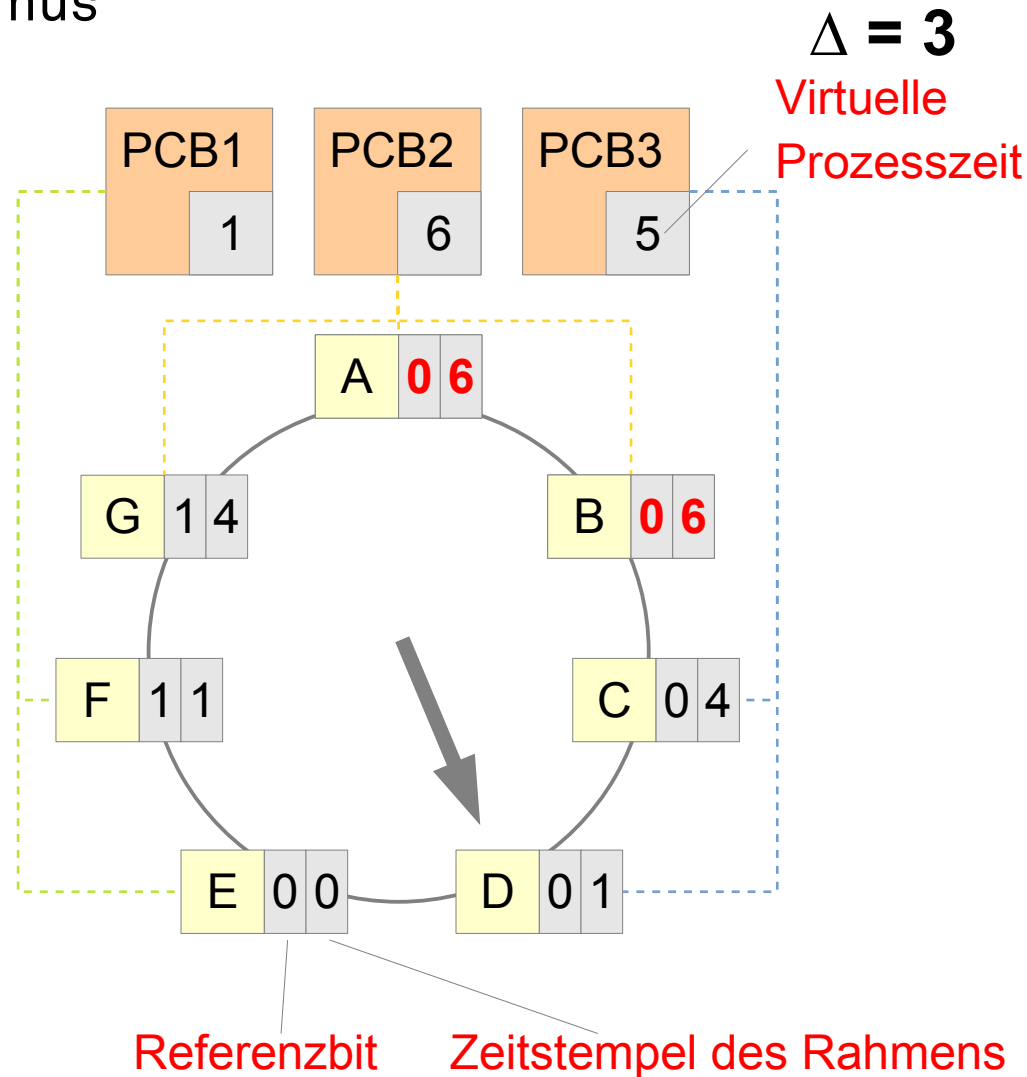 nus
Δ = 3
Virtuelle
Prozesszeit
PCB1
1
PCB2
6
PCB3
5
A 0 6
G 1 4
B 0 6
F 1 1
C 0 4
E 0 0
D 0 1
Referenzbit
Zeitstempel des Rahmens